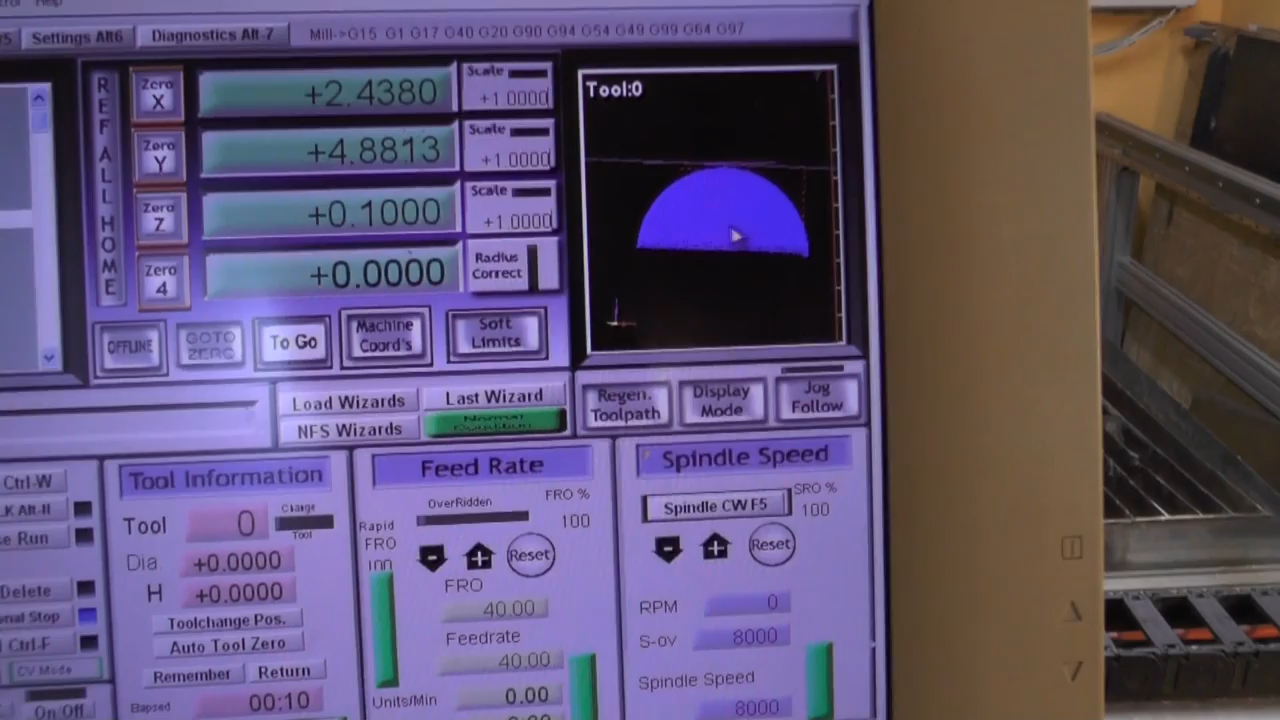 Help
Settings Alt6 Diagnostics Alt-7 Mill->G15 G1 G17 G40 G20 G90 G94 G54 G49 G99 G64 G97
REF ALL HOME
Zero X +2.4380 Scale +1.0000
Zero Y +4.8813 Scale +1.0000
Zero Z +0.1000 Scale +1.0000
Zero 4 +0.0000 Radius Correct
Tool:0
OFFLINE GOTO ZERO To Go Machine Coord's Soft Limits
Load Wizards Last Wizard
NFS Wizards Normal Condition
Regen. Toolpath Display Mode Jog Follow
Ctrl-W
Alt-N
Run
Delete
Stop
Ctrl-F
CV Mode
On/Off
Tool Information
Tool 0 Change Tool
Dia. +0.0000
H +0.0000
Toolchange Pos.
Auto Tool Zero
Remember Return
Elapsed 00:10
Feed Rate
OverRidden FRO %
100
Rapid FRO
100
Reset
FRO
40.00
Feedrate
40.00
Units/Min 0.00
Spindle Speed
Spindle CW F5 SRO %
100
Reset
RPM 0
S-ov 8000
Spindle Speed
8000